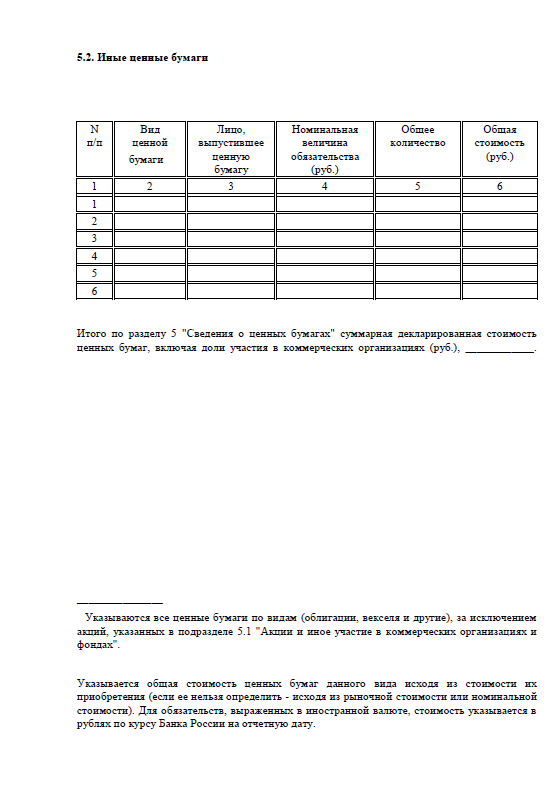 5.2. Иные ценные бумаги
N п/п Вид ценной бумаги Лицо, выпустившее ценную бумагу Номинальная величина обязательства (руб.) Общее количество Общая стоимость (руб.)
1 2 3 4 5 6
1
2
3
4
5
6
Итого по разделу 5 "Сведения о ценных бумагах" суммарная декларированная стоимость
ценных бумаг, включая доли участия в коммерческих организациях (руб.), _____________.
________________
Указываются все ценные бумаги по видам (облигации, векселя и другие), за исключением
акций, указанных в подразделе 5.1 "Акции и иное участие в коммерческих организациях и
фондах".
Указывается общая стоимость ценных бумаг данного вида исходя из стоимости их
приобретения (если ее нельзя определить - исходя из рыночной стоимости или номинальной
стоимости). Для обязательств, выраженных в иностранной валюте, стоимость указывается в
рублях по курсу Банка России на отчетную дату.